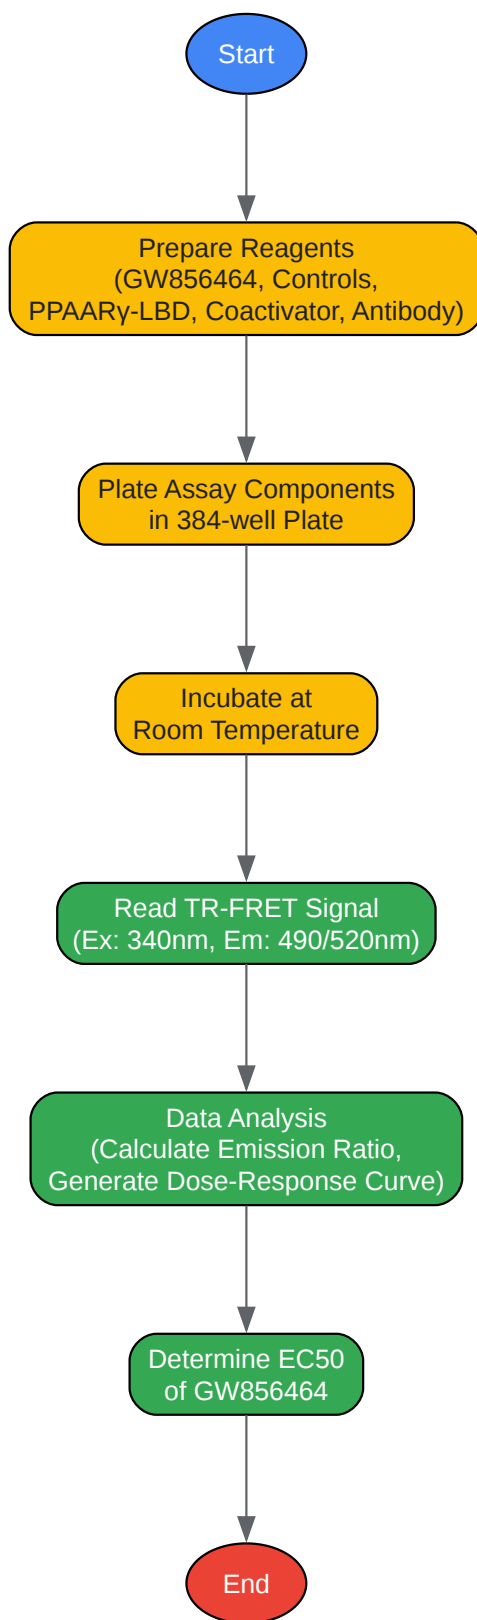 Start
Prepare Reagents
(GW856464, Controls,
PPAARγ-LBD, Coactivator, Antibody)
Plate Assay Components
in 384-well Plate
Incubate at
Room Temperature
Read TR-FRET Signal
(Ex: 340nm, Em: 490/520nm)
Data Analysis
(Calculate Emission Ratio,
Generate Dose-Response Curve)
Determine EC50
of GW856464
End